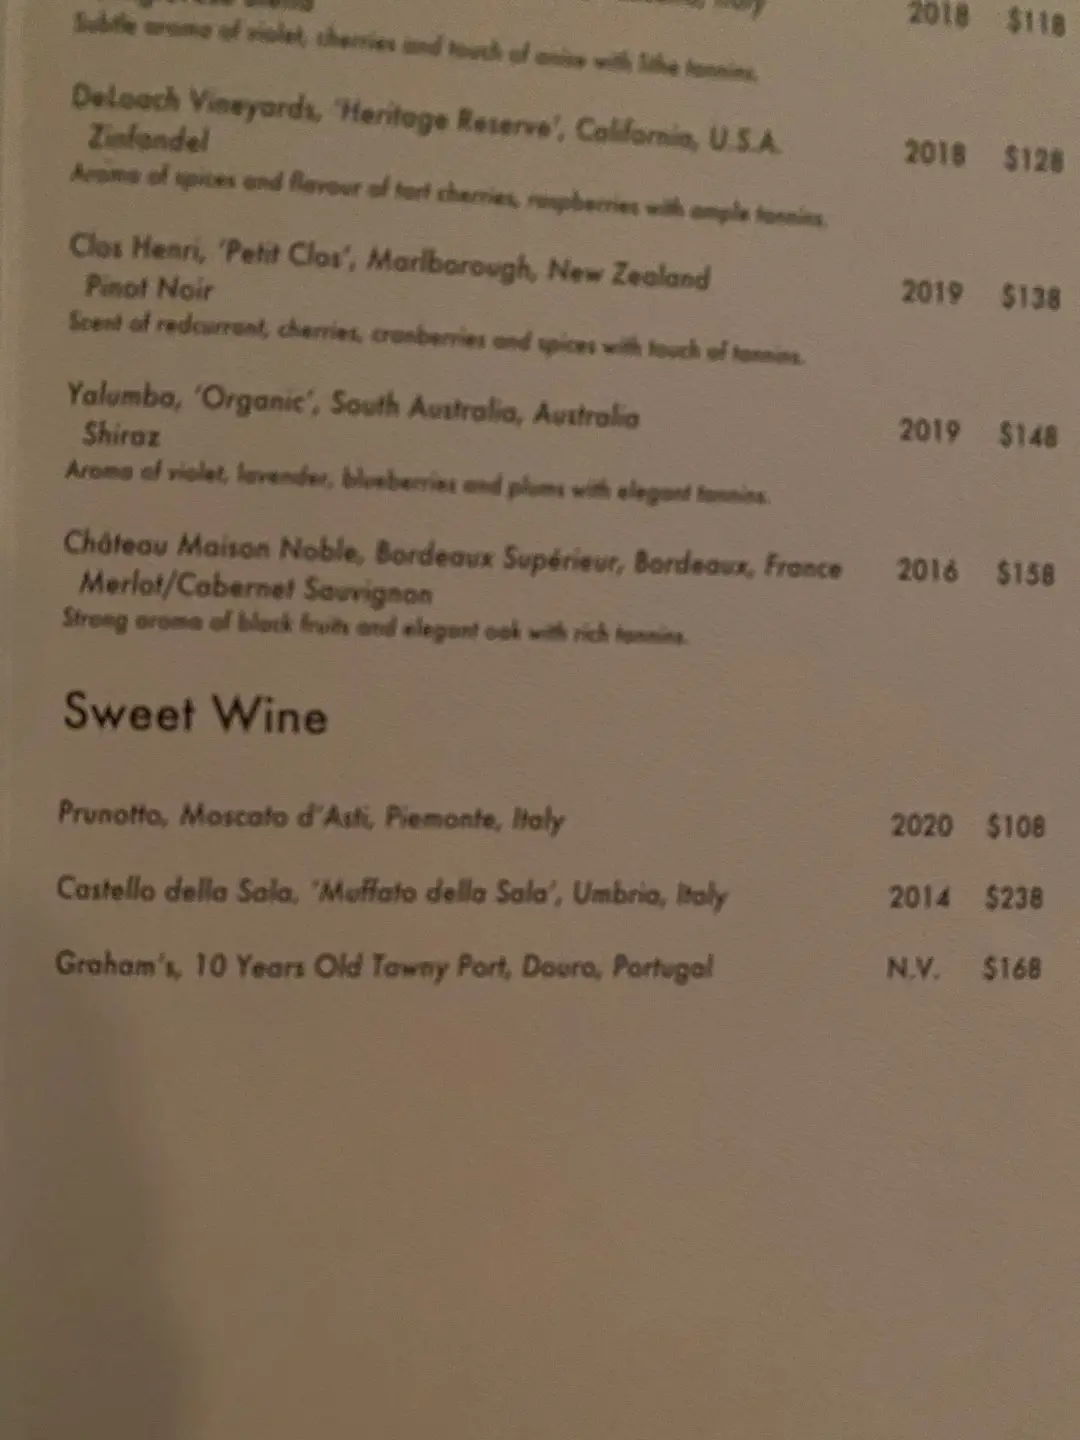 2018 $118
Subtle aroma of violet, cherries and touch of anise with lithe tannins.
DeLoach Vineyards, 'Heritage Reserve', California, U.S.A. 2018 $128
Zinfandel
Aroma of spices and flavour of tart cherries, raspberries with ample tannins.
Clos Henri, 'Petit Clos', Marlborough, New Zealand 2019 $138
Pinot Noir
Scent of redcurrant, cherries, cranberries and spices with touch of tannins.
Yalumba, 'Organic', South Australia, Australia 2019 $148
Shiraz
Aroma of violet, lavender, blueberries and plums with elegant tannins.
Château Maison Noble, Bordeaux Supérieur, Bordeaux, France 2016 $158
Merlot/Cabernet Sauvignon
Strong aroma of black fruits and elegant oak with rich tannins.
Sweet Wine
Prunotto, Moscato d'Asti, Piemonte, Italy 2020 $108
Castello della Sala, 'Muffato della Sala', Umbria, Italy 2014 $238
Graham's, 10 Years Old Tawny Port, Douro, Portugal N.V. $168